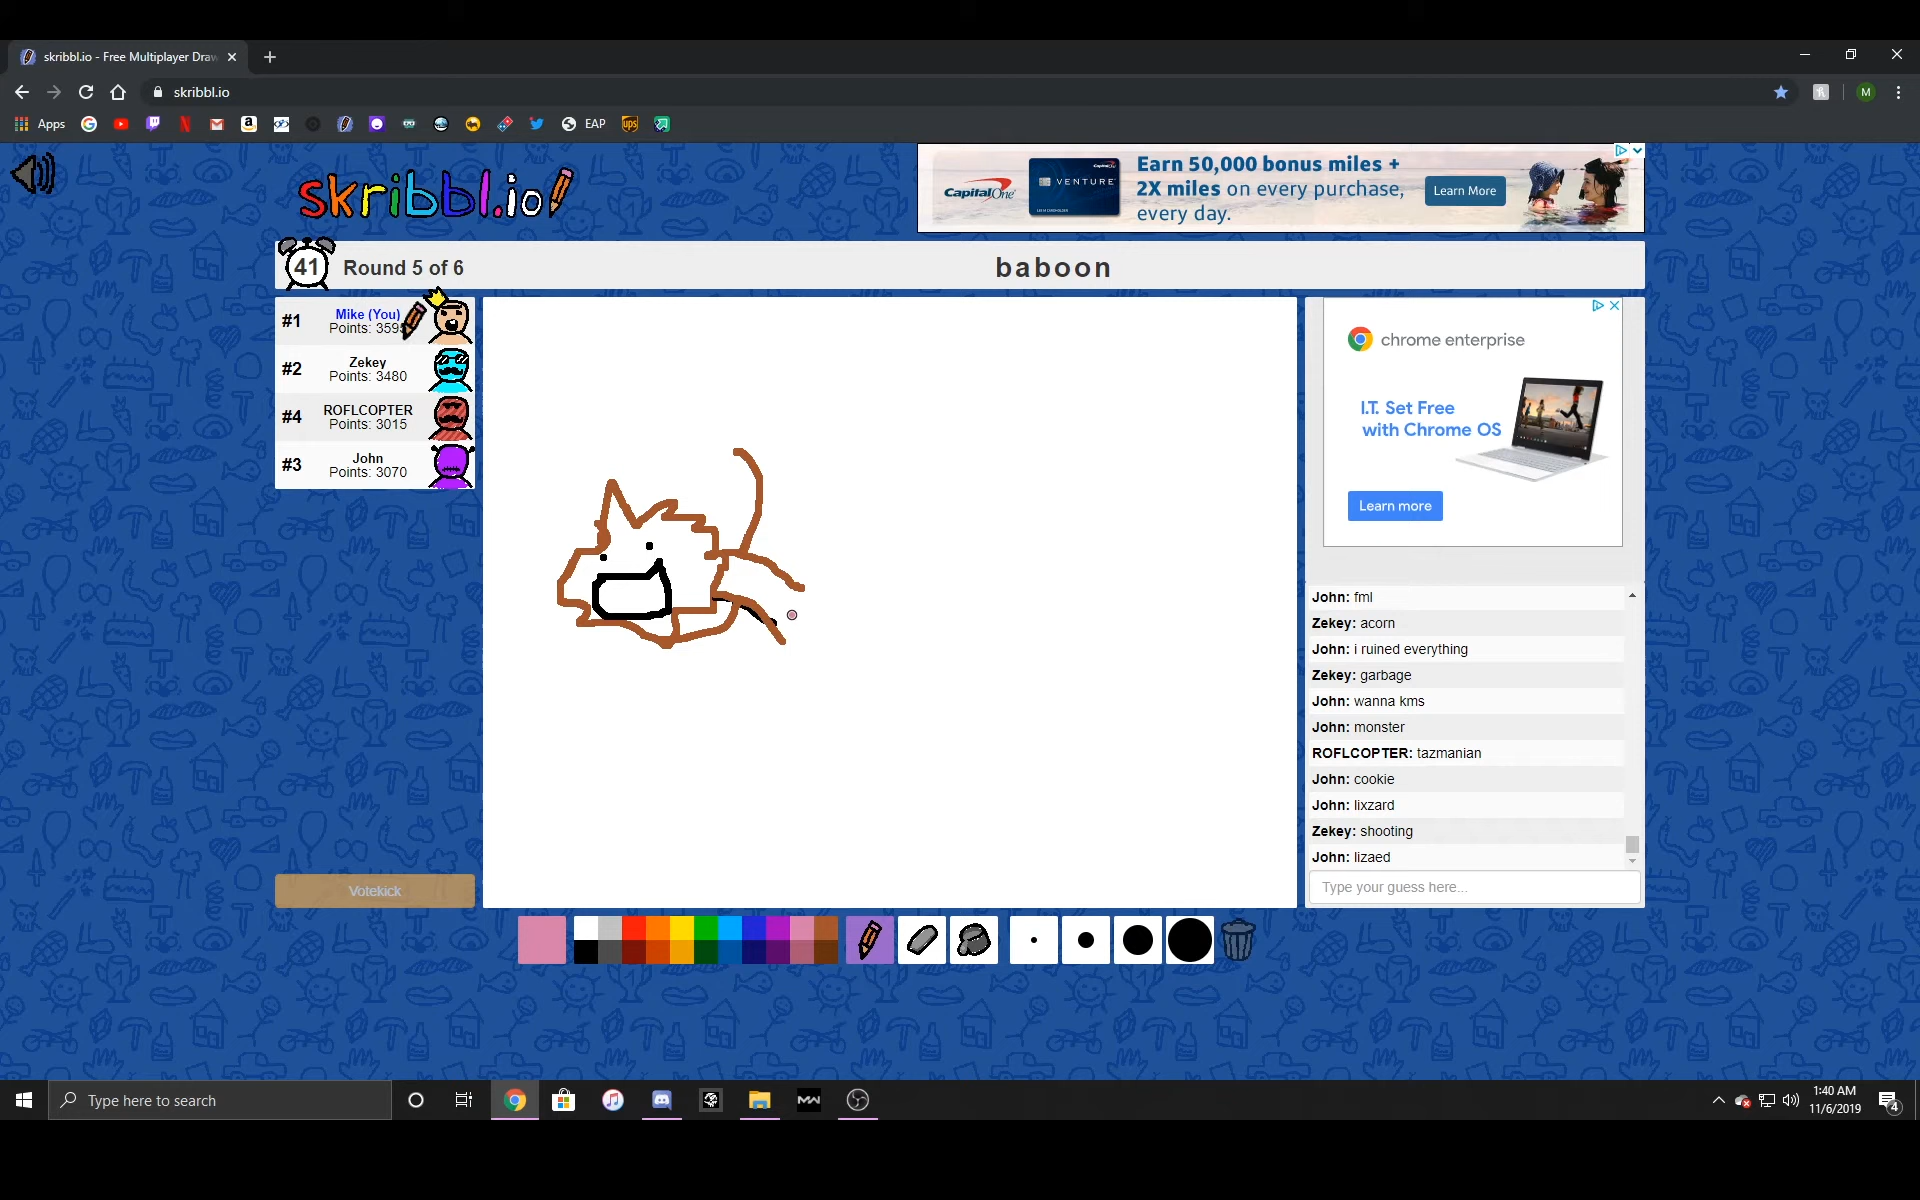 skribbl.io - Free Multiplayer Draw
skribbl.io
M
Apps
EAP
ups
skribbl.io
Capital One
VENTURE
Earn 50,000 bonus miles +
2X miles on every purchase,
every day.
Learn More
41
Round 5 of 6
baboon
#1
Mike (You)
Points: 3595
#2
Zekey
Points: 3480
#4
ROFLCOPTER
Points: 3015
#3
John
Points: 3070
chrome enterprise
I.T. Set Free
with Chrome OS
Learn more
John: fml
Zekey: acorn
John: i ruined everything
Zekey: garbage
John: wanna kms
John: monster
ROFLCOPTER: tazmanian
John: cookie
John: lixzard
Zekey: shooting
John: lizaed
Type your guess here...
Votekick
Type here to search
1:40 AM
11/6/2019
4